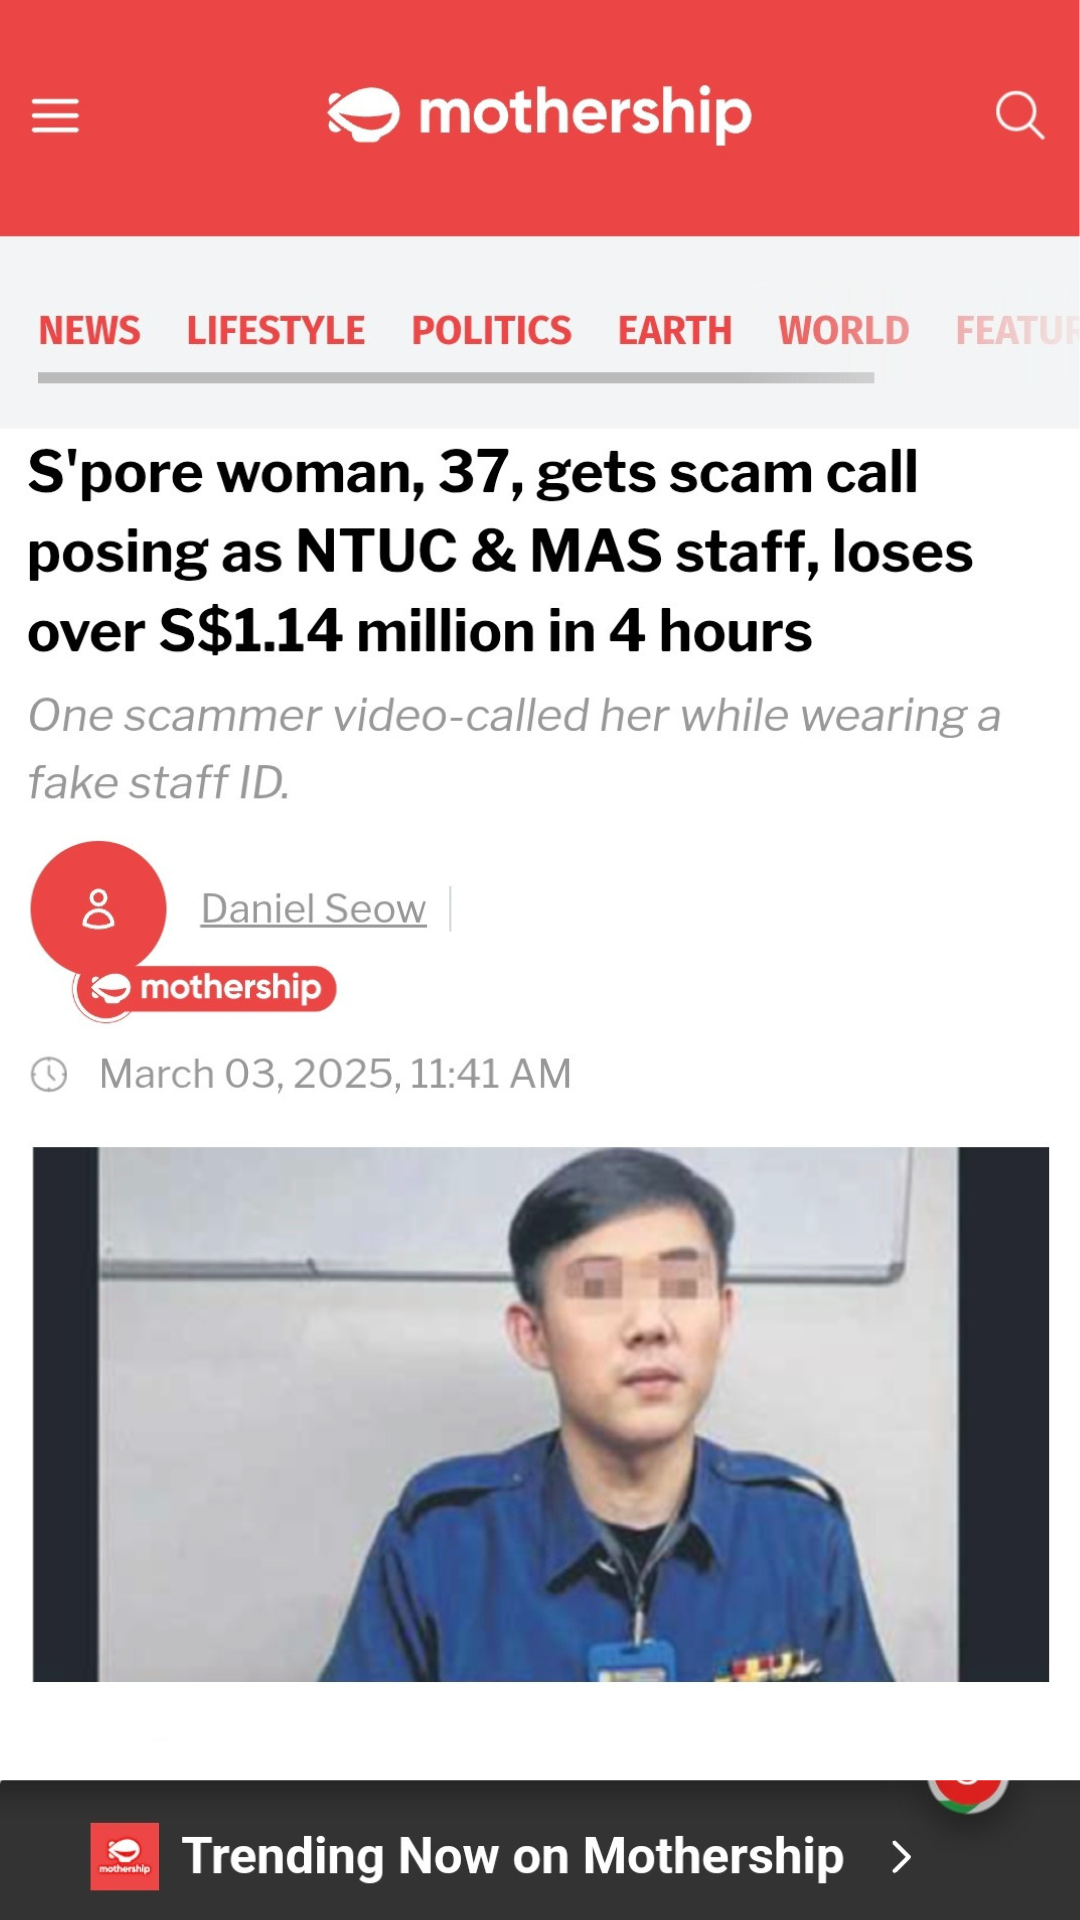 mothership
NEWS LIFESTYLE POLITICS EARTH WORLD FEATUR
S'pore woman, 37, gets scam call
posing as NTUC & MAS staff, loses
over S$1.14 million in 4 hours
One scammer video-called her while wearing a
fake staff ID.
Daniel Seow
mothership
March 03, 2025, 11:41 AM
mothership
Trending Now on Mothership